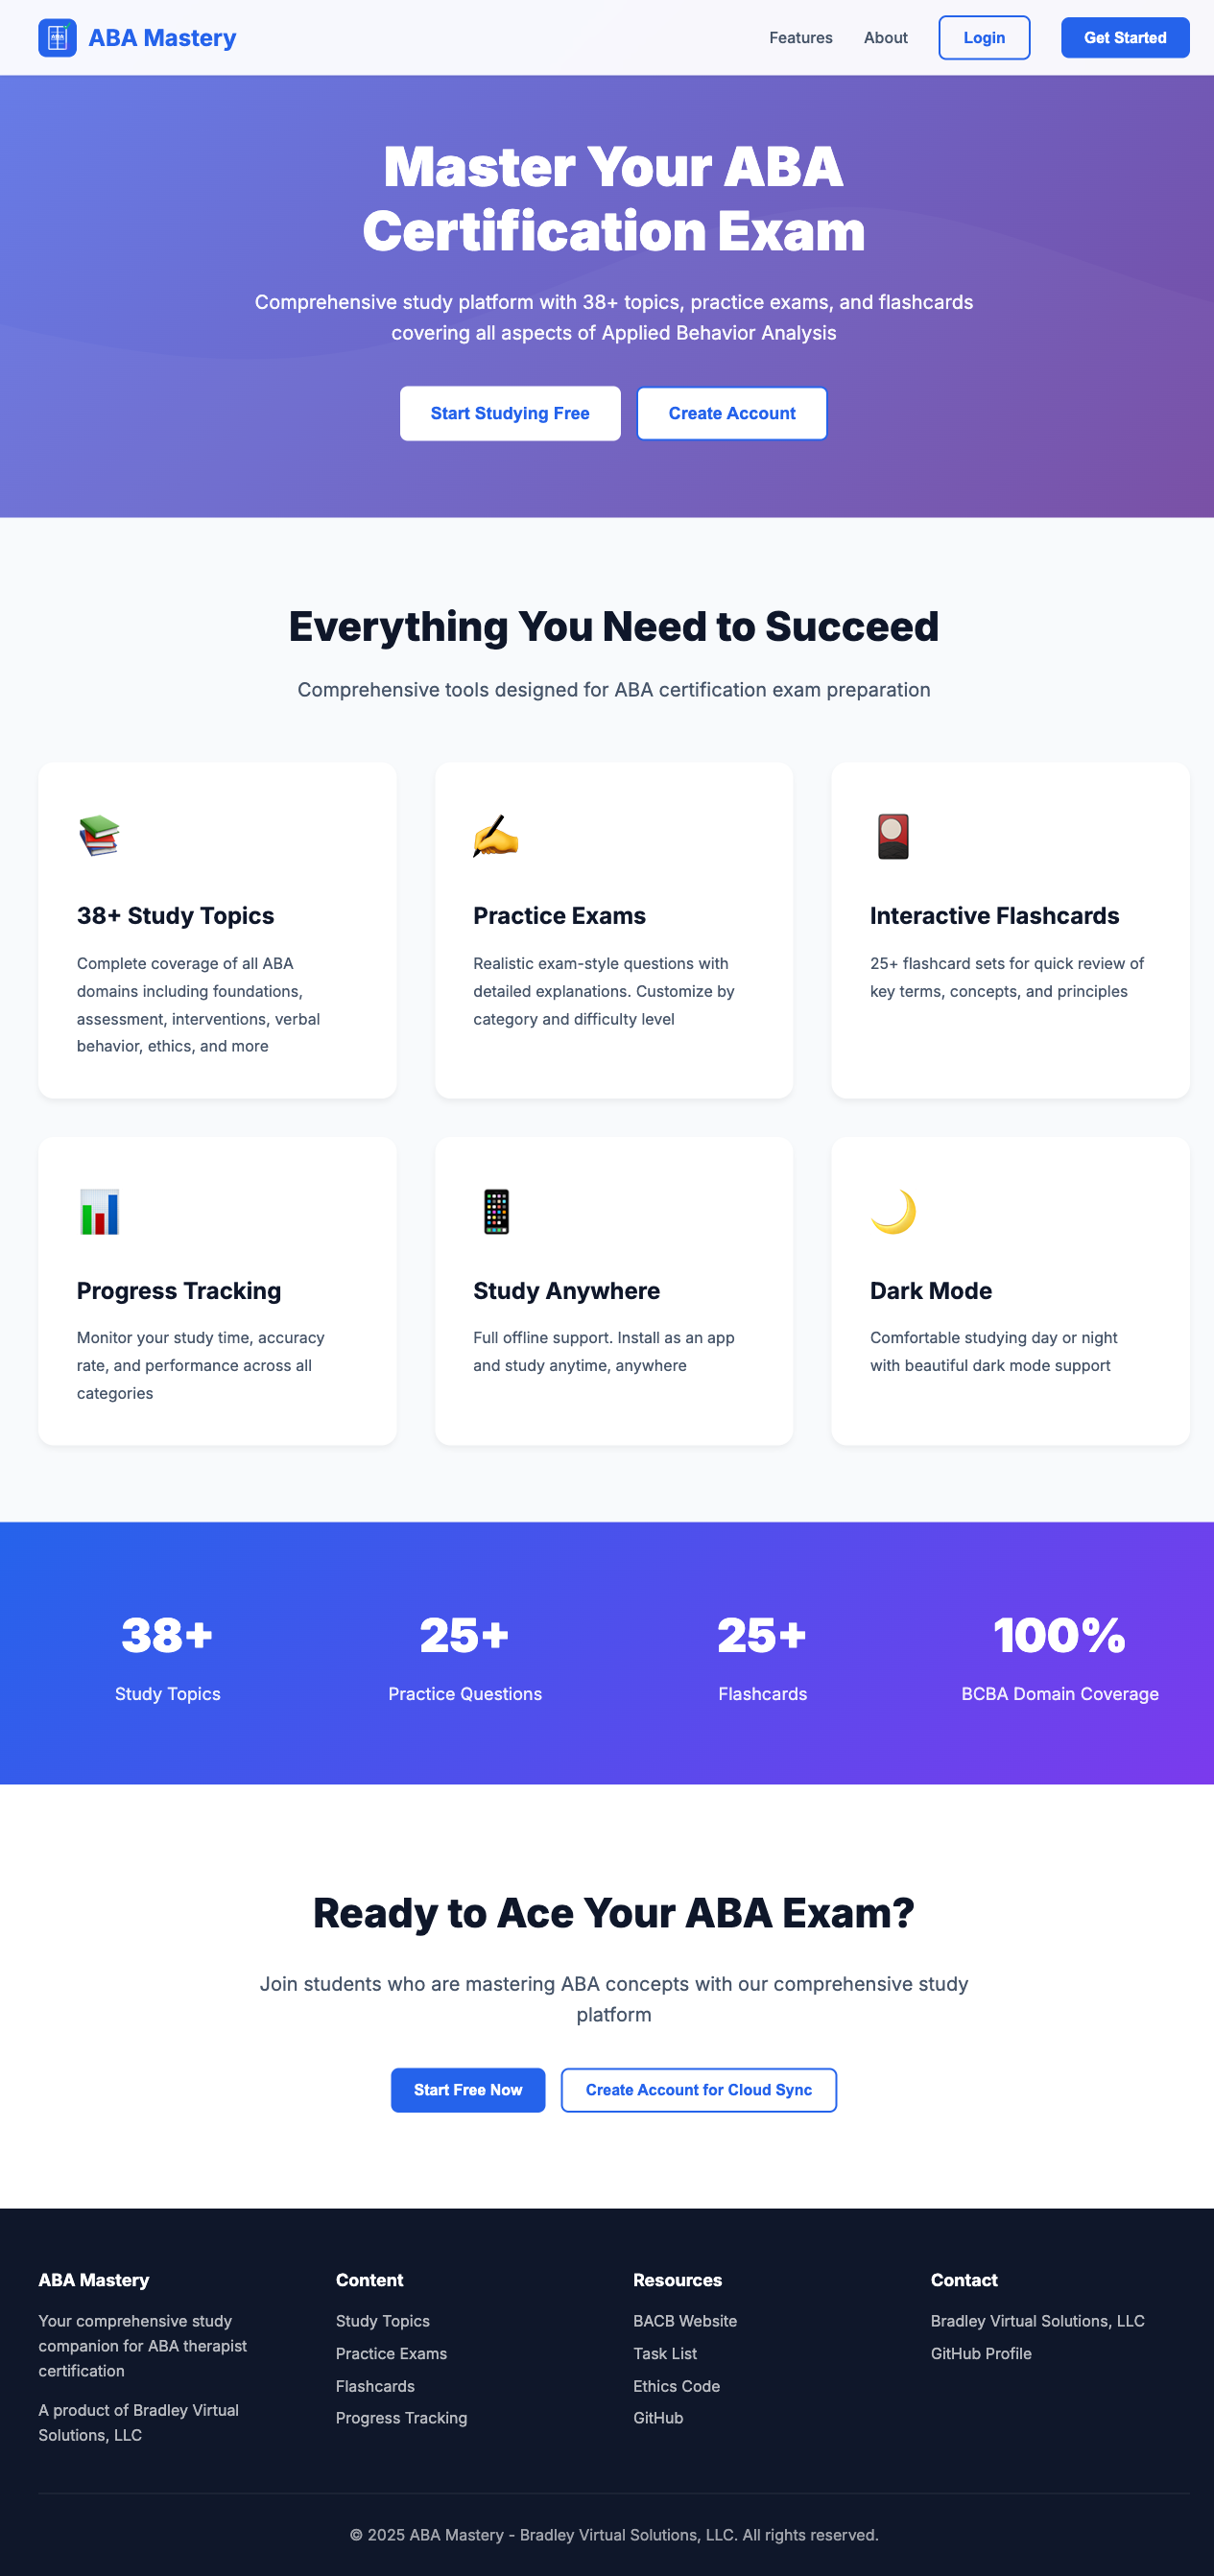 ABA Mastery
Features
About
Login
Get Started
Master Your ABA
Certification Exam
Comprehensive study platform with 38+ topics, practice exams, and flashcards
covering all aspects of Applied Behavior Analysis
Start Studying Free
Create Account
Everything You Need to Succeed
Comprehensive tools designed for ABA certification exam preparation
38+ Study Topics
Complete coverage of all ABA
domains including foundations,
assessment, interventions, verbal
behavior, ethics, and more
Practice Exams
Realistic exam-style questions with
detailed explanations. Customize by
category and difficulty level
Interactive Flashcards
25+ flashcard sets for quick review of
key terms, concepts, and principles
Progress Tracking
Monitor your study time, accuracy
rate, and performance across all
categories
Study Anywhere
Full offline support. Install as an app
and study anytime, anywhere
Dark Mode
Comfortable studying day or night
with beautiful dark mode support
38+
Study Topics
25+
Practice Questions
25+
Flashcards
100%
BCBA Domain Coverage
Ready to Ace Your ABA Exam?
Join students who are mastering ABA concepts with our comprehensive study
platform
Start Free Now
Create Account for Cloud Sync
ABA Mastery
Your comprehensive study
companion for ABA therapist
certification
A product of Bradley Virtual
Solutions, LLC
Content
Study Topics
Practice Exams
Flashcards
Progress Tracking
Resources
BACB Website
Task List
Ethics Code
GitHub
Contact
Bradley Virtual Solutions, LLC
GitHub Profile
© 2025 ABA Mastery - Bradley Virtual Solutions, LLC. All rights reserved.